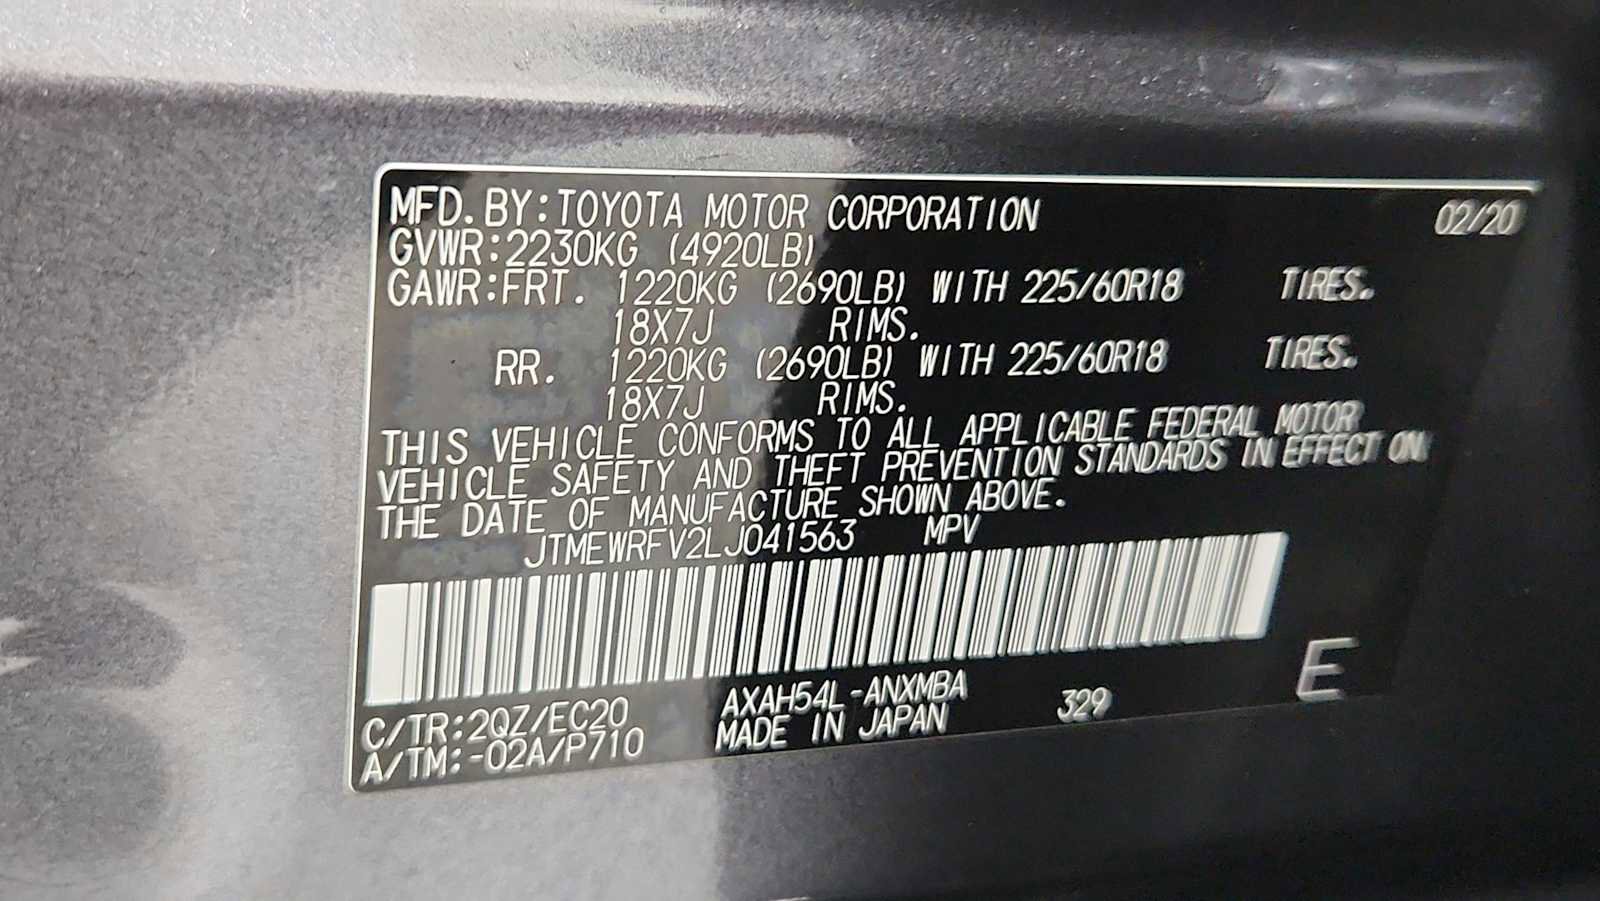 MFD. BY: TOYOTA MOTOR CORPORATION 02/20
GVWR: 2230KG (4920LB)
GAWR: FRT. 1220KG (2690LB) WITH 225/60R18 TIRES.
18X7J RIMS.
RR. 1220KG (2690LB) WITH 225/60R18 TIRES.
18X7J RIMS.
THIS VEHICLE CONFORMS TO ALL APPLICABLE FEDERAL MOTOR
VEHICLE SAFETY AND THEFT PREVENTION STANDARDS IN EFFECT ON
THE DATE OF MANUFACTURE SHOWN ABOVE.
JTMEWRFV2LJ041563 MPV
C/TR: 2QZ/EC20 AXAH54L-ANXMBA 329 E
A/TM: -02A/P710 MADE IN JAPAN